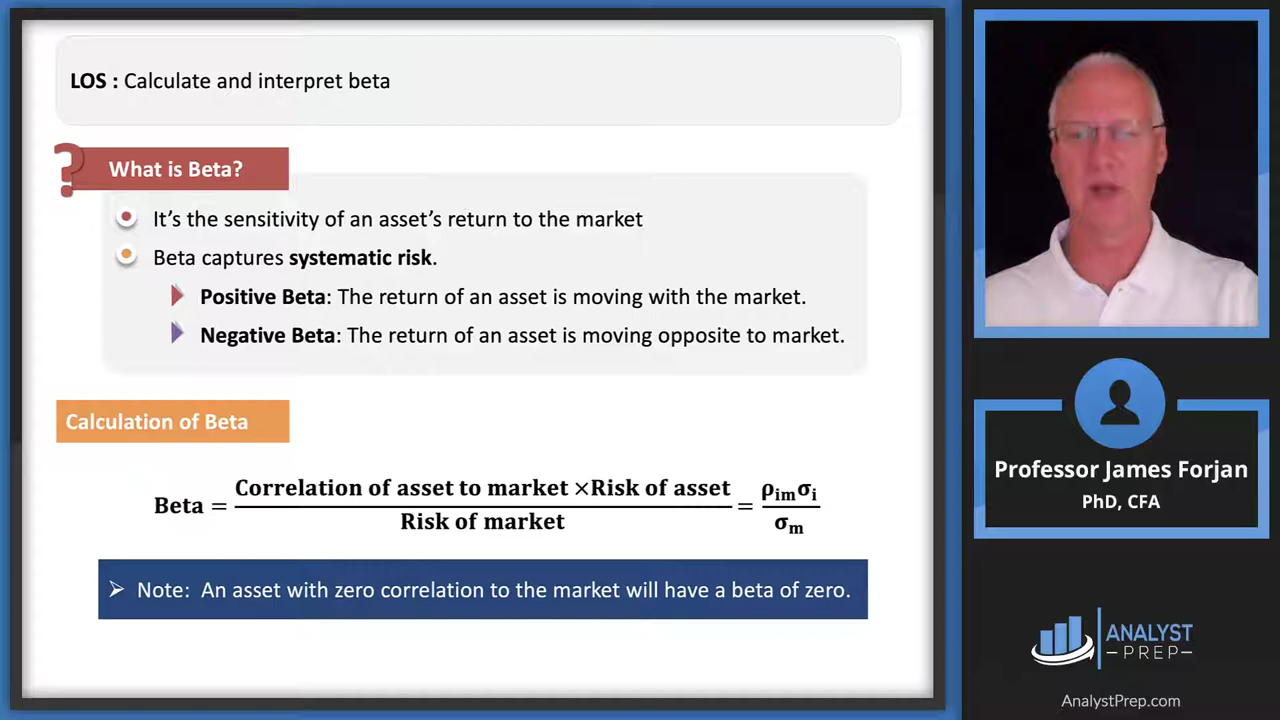 LOS : Calculate and interpret beta
? What is Beta?
It's the sensitivity of an asset's return to the market
Beta captures systematic risk.
Positive Beta: The return of an asset is moving with the market.
Negative Beta: The return of an asset is moving opposite to market.
Calculation of Beta
Beta = Correlation of asset to market ×Risk of asset / Risk of market = ρimσi / σm
Note: An asset with zero correlation to the market will have a beta of zero.
Professor James Forjan
PhD, CFA
ANALYST
PREP
AnalystPrep.com